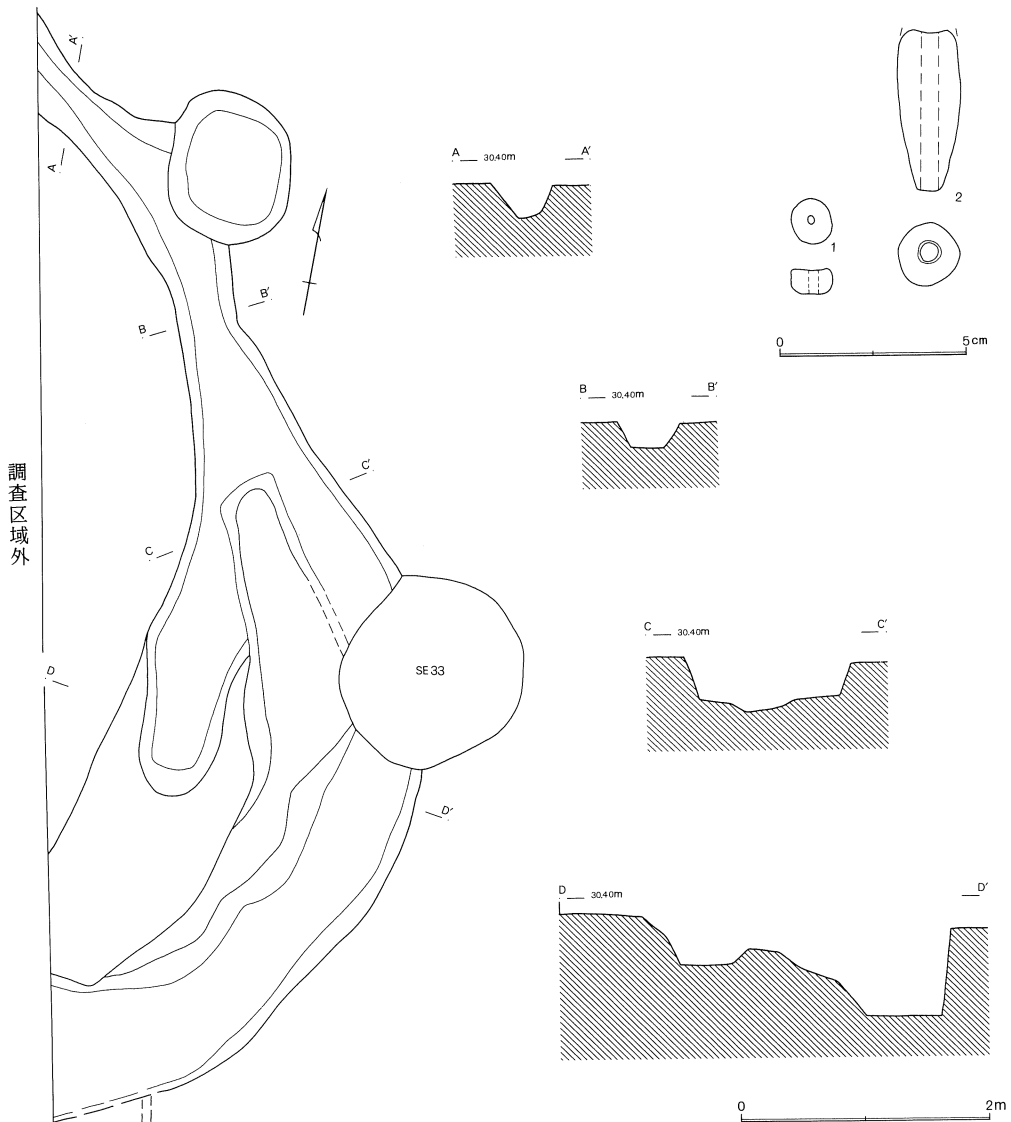 A'
A
B'
B
C'
C
D
D'
SE33
調査区域外
A 30.40m A'
B 30.40m B'
C 30.40m C'
D 30.40m D'
1
2
0 5cm
0 2m